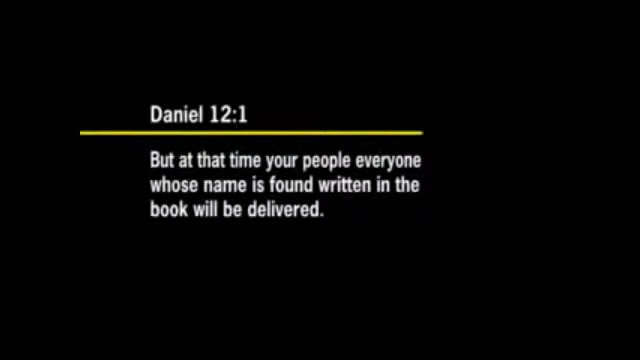 Daniel 12:1
But at that time your people everyone
whose name is found written in the
book will be delivered.